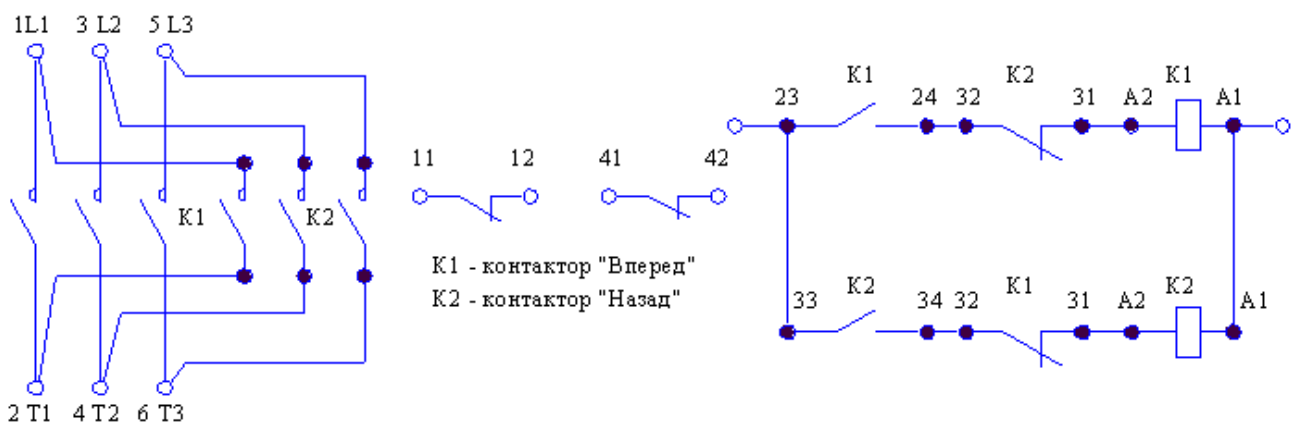 1L1 3 L2 5 L3
K1 K2
2 T1 4 T2 6 T3
11 12 41 42
К1 - контактор "Вперед"
К2 - контактор "Назад"
K1 K2 K1
23 24 32 31 A2 A1
K2 K1 K2
33 34 32 31 A2 A1